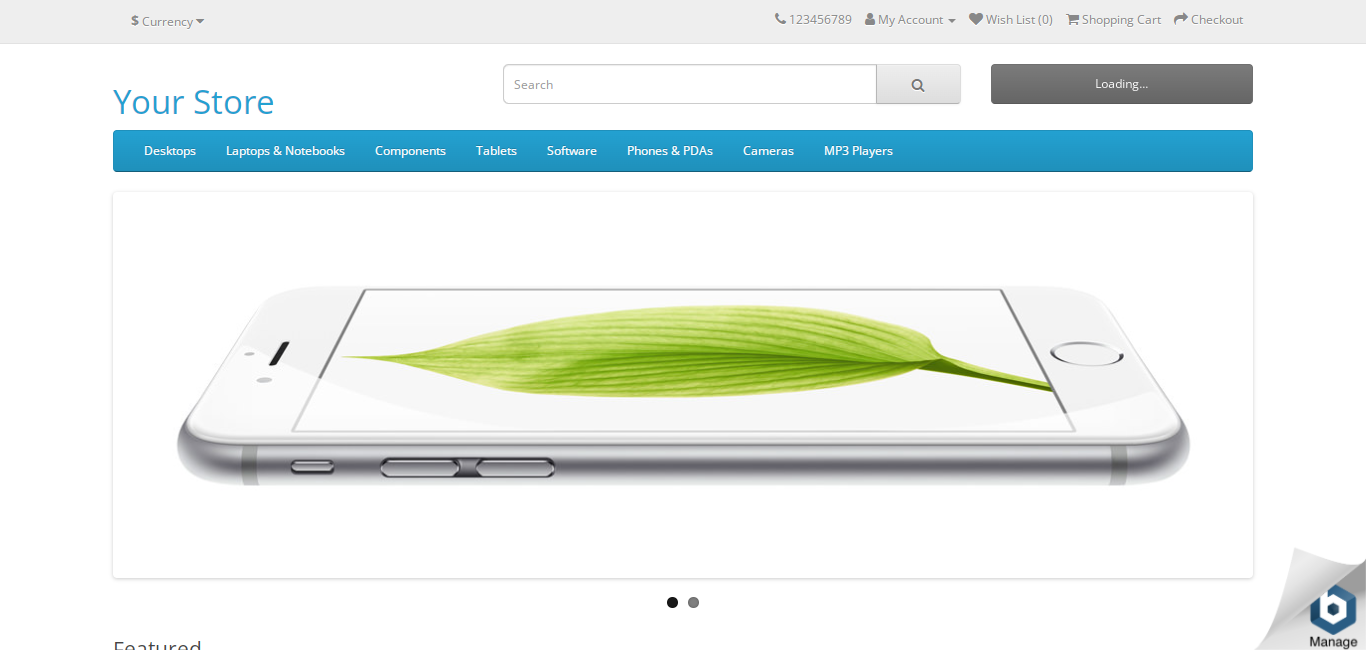 $ Currency
123456789 My Account Wish List (0) Shopping Cart Checkout
Search
Loading...
Your Store
Desktops Laptops & Notebooks Components Tablets Software Phones & PDAs Cameras MP3 Players
Featured
Manage